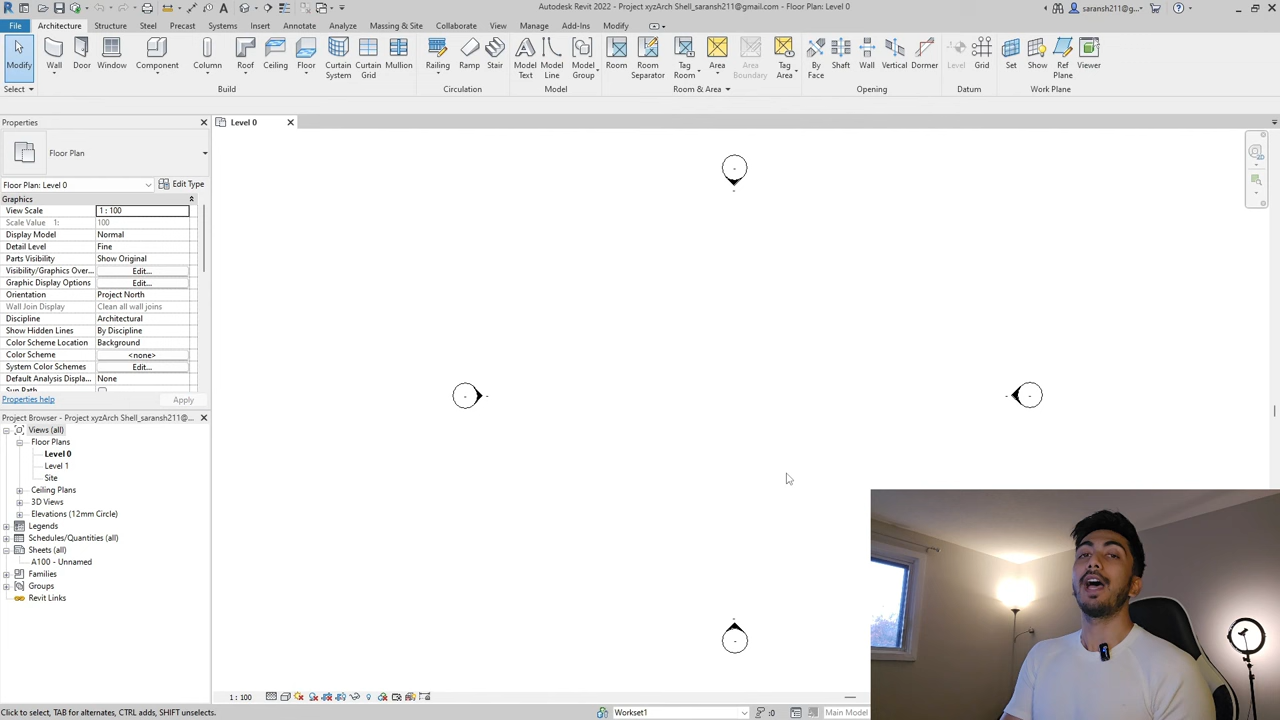 Autodesk Revit 2022 - Project xyzArch Shell_saransh211@gmail.com - Floor Plan: Level 0
saransh211@g...
File Architecture Structure Steel Precast Systems Insert Annotate Analyze Massing & Site Collaborate View Manage Add-Ins Modify
Modify Wall Door Window Component Column Roof Ceiling Floor Curtain System Curtain Grid Mullion Railing Ramp Stair Model Text Model Line Model Group Room Room Separator Tag Room Area Area Boundary Tag Area By Face Shaft Wall Vertical Dormer Level Grid Set Show Ref Plane Viewer
Select Build Circulation Model Room & Area Opening Datum Work Plane
Properties
Level 0
Floor Plan
Floor Plan: Level 0
Edit Type
Graphics
View Scale 1 : 100
Scale Value 1: 100
Display Model Normal
Detail Level Fine
Parts Visibility Show Original
Visibility/Graphics Over... Edit...
Graphic Display Options Edit...
Orientation Project North
Wall Join Display Clean all wall joins
Discipline Architectural
Show Hidden Lines By Discipline
Color Scheme Location Background
Color Scheme <none>
System Color Schemes Edit...
Default Analysis Displa... None
Sun Path
Properties help Apply
Project Browser - Project xyzArch Shell_saransh211@...
Views (all)
Floor Plans
Level 0
Level 1
Site
Ceiling Plans
3D Views
Elevations (12mm Circle)
Legends
Schedules/Quantities (all)
Sheets (all)
A100 - Unnamed
Families
Groups
Revit Links
1 : 100
Click to select, TAB for alternates, CTRL adds, SHIFT unselects.
Workset1
:0
Main Model